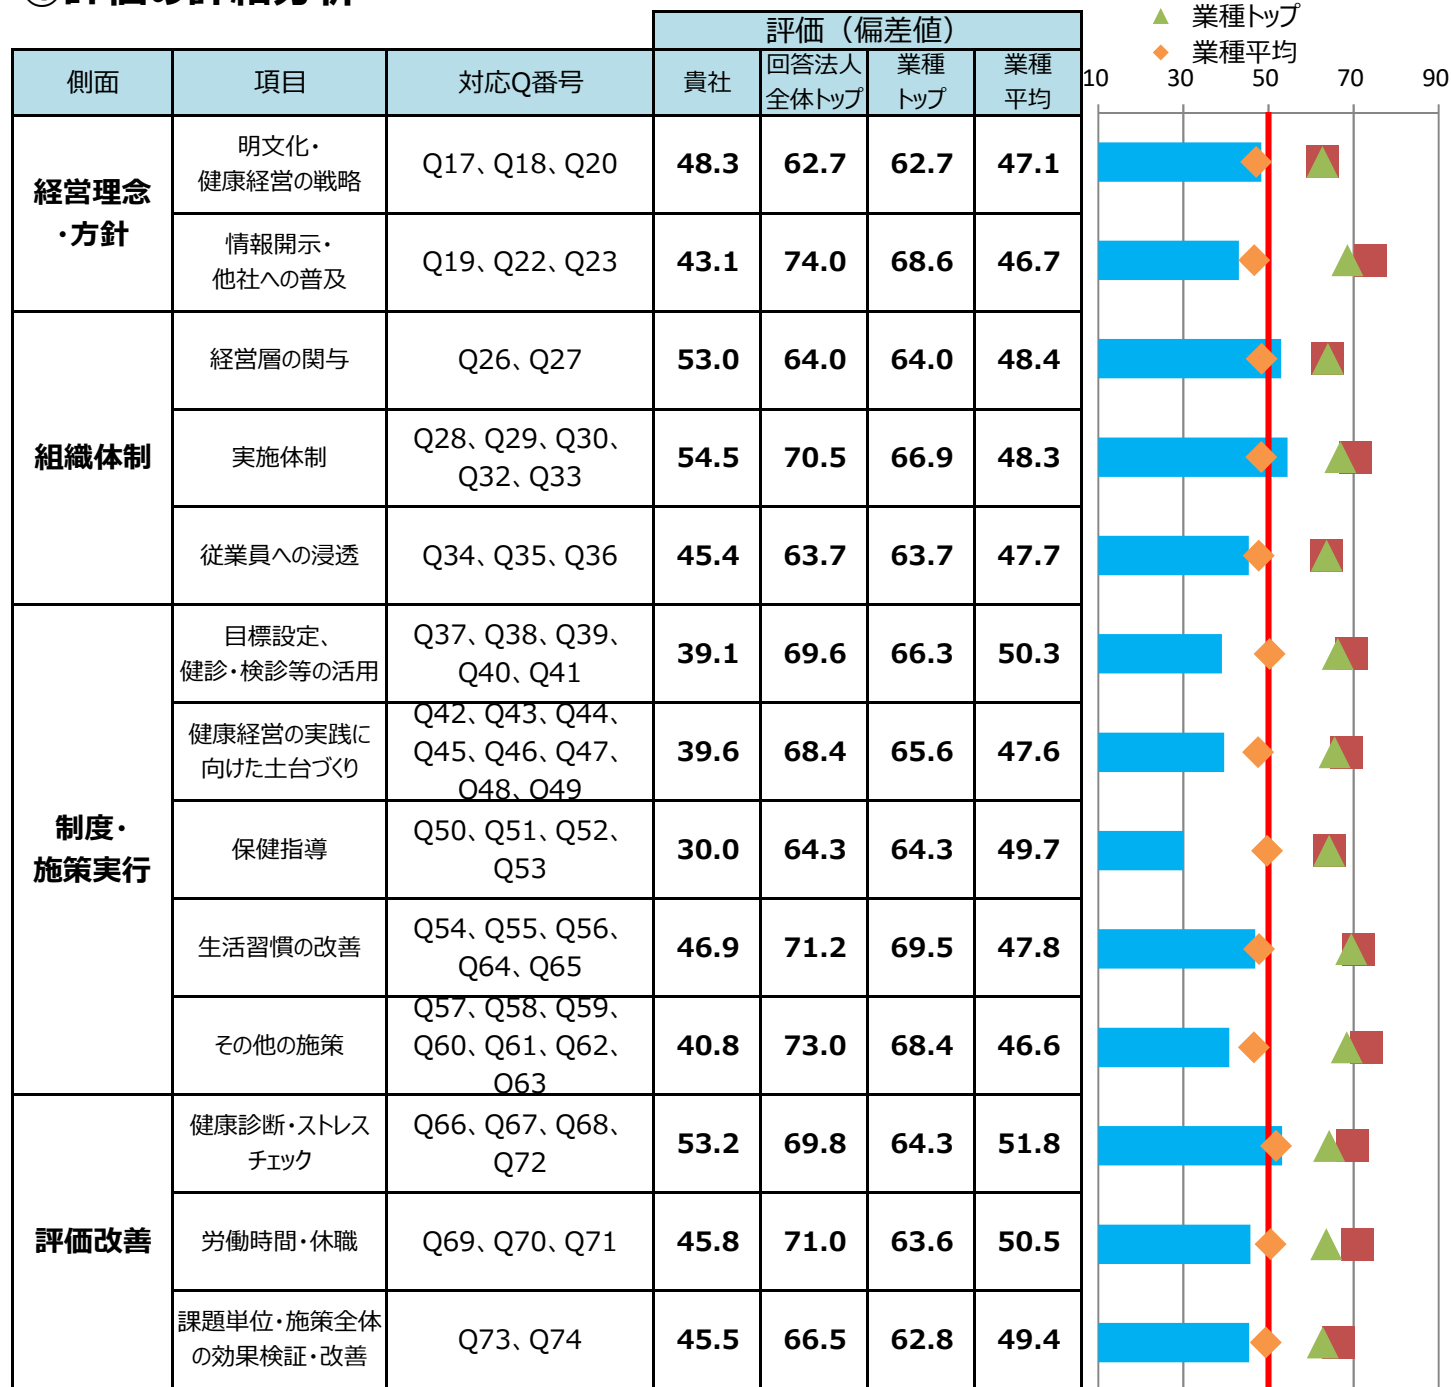 評価（偏差値）
▲ 業種トップ
◆ 業種平均
側面 項目 対応Q番号 貴社 回答法人 業種 業種
全体トップ トップ 平均
10 30 50 70 90
経営理念
・方針
明文化・
健康経営の戦略
Q17、Q18、Q20 48.3 62.7 62.7 47.1
情報開示・
他社への普及
Q19、Q22、Q23 43.1 74.0 68.6 46.7
組織体制
経営層の関与 Q26、Q27 53.0 64.0 64.0 48.4
実施体制
Q28、Q29、Q30、
Q32、Q33
54.5 70.5 66.9 48.3
従業員への浸透 Q34、Q35、Q36 45.4 63.7 63.7 47.7
制度・
施策実行
目標設定、
健診・検診等の活用
Q37、Q38、Q39、
Q40、Q41
39.1 69.6 66.3 50.3
健康経営の実践に
向けた土台づくり
Q42、Q43、Q44、
Q45、Q46、Q47、
Q48、Q49
39.6 68.4 65.6 47.6
保健指導
Q50、Q51、Q52、
Q53
30.0 64.3 64.3 49.7
生活習慣の改善
Q54、Q55、Q56、
Q64、Q65
46.9 71.2 69.5 47.8
その他の施策
Q57、Q58、Q59、
Q60、Q61、Q62、
Q63
40.8 73.0 68.4 46.6
評価改善
健康診断・ストレス
チェック
Q66、Q67、Q68、
Q72
53.2 69.8 64.3 51.8
労働時間・休職 Q69、Q70、Q71 45.8 71.0 63.6 50.5
課題単位・施策全体
の効果検証・改善
Q73、Q74 45.5 66.5 62.8 49.4